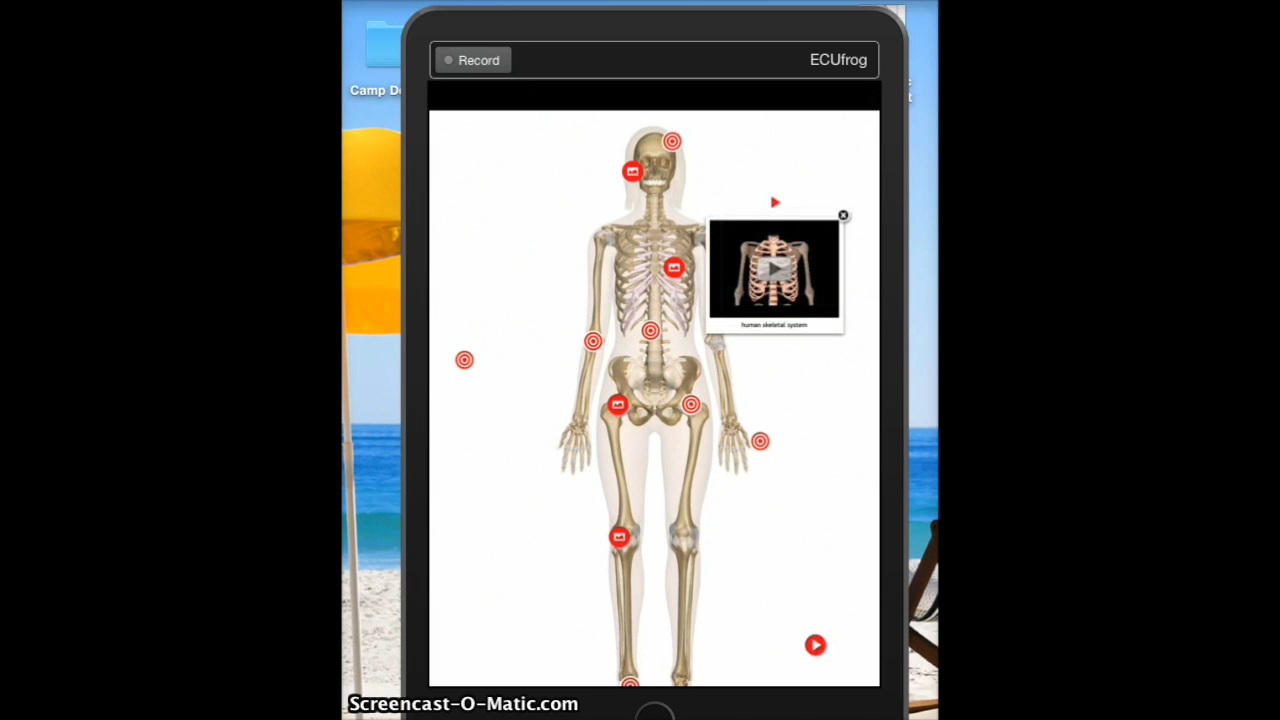 Record
ECUfrog
Camp D
human skeletal system
Screencast-O-Matic.com